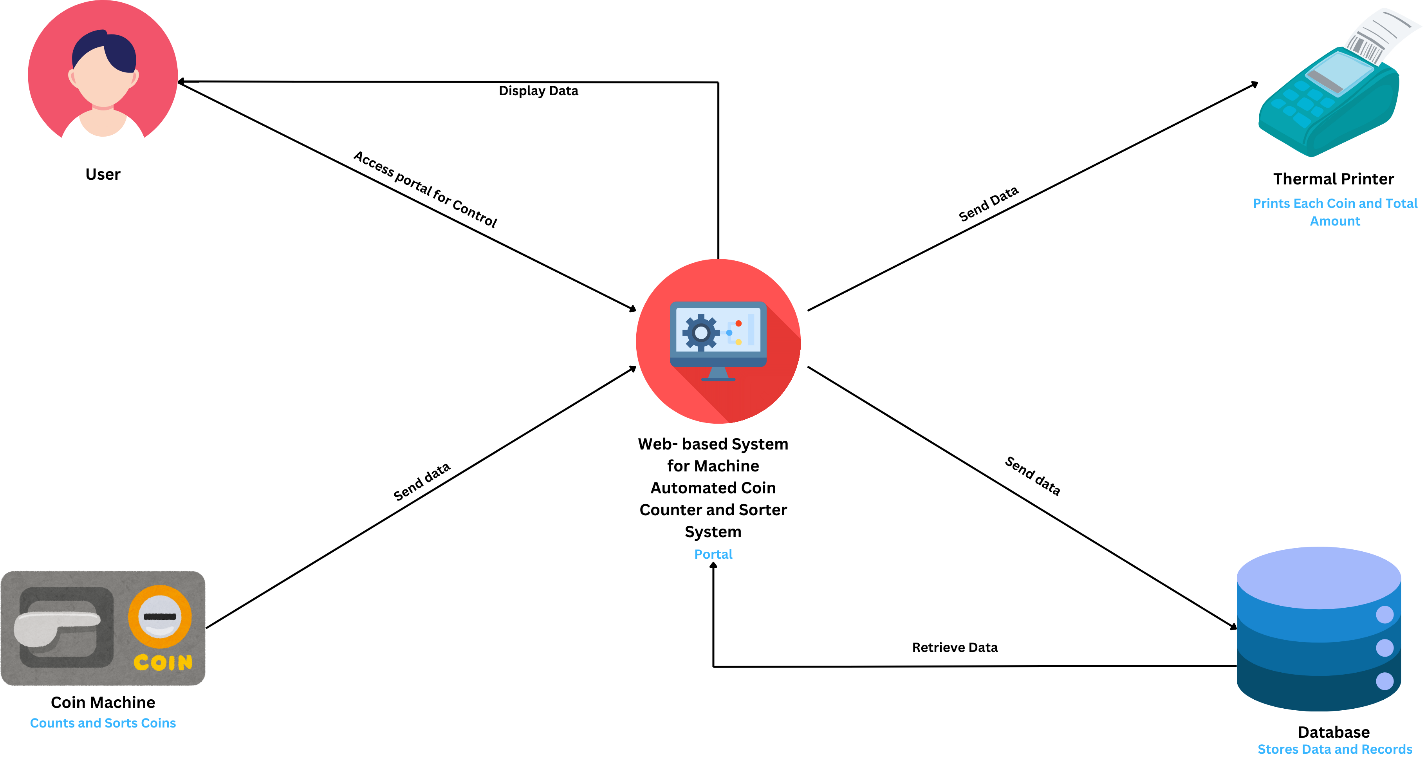 Display Data
User
Access portal for Control
Send Data
Thermal Printer
Prints Each Coin and Total
Amount
Web- based System
for Machine
Automated Coin
Counter and Sorter
System
Portal
Send data
Send data
COIN
Coin Machine
Counts and Sorts Coins
Retrieve Data
Database
Stores Data and Records